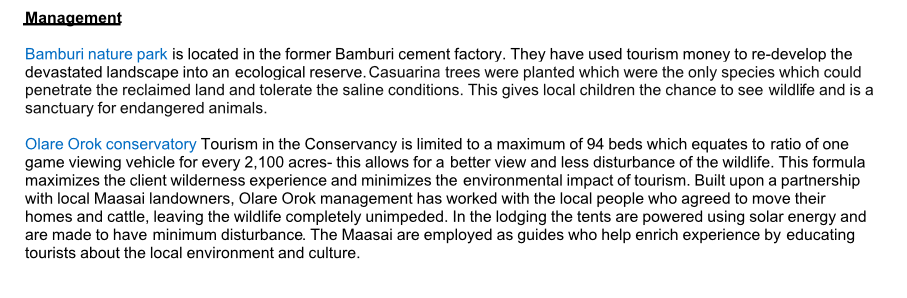 Management
Bamburi nature park is located in the former Bamburi cement factory. They have used tourism money to re-develop the
devastated landscape into an ecological reserve. Casuarina trees were planted which were the only species which could
penetrate the reclaimed land and tolerate the saline conditions. This gives local children the chance to see wildlife and is a
sanctuary for endangered animals.
Olare Orok conservatory Tourism in the Conservancy is limited to a maximum of 94 beds which equates to ratio of one
game viewing vehicle for every 2,100 acres- this allows for a better view and less disturbance of the wildlife. This formula
maximizes the client wilderness experience and minimizes the environmental impact of tourism. Built upon a partnership
with local Maasai landowners, Olare Orok management has worked with the local people who agreed to move their
homes and cattle, leaving the wildlife completely unimpeded. In the lodging the tents are powered using solar energy and
are made to have minimum disturbance. The Maasai are employed as guides who help enrich experience by educating
tourists about the local environment and culture.